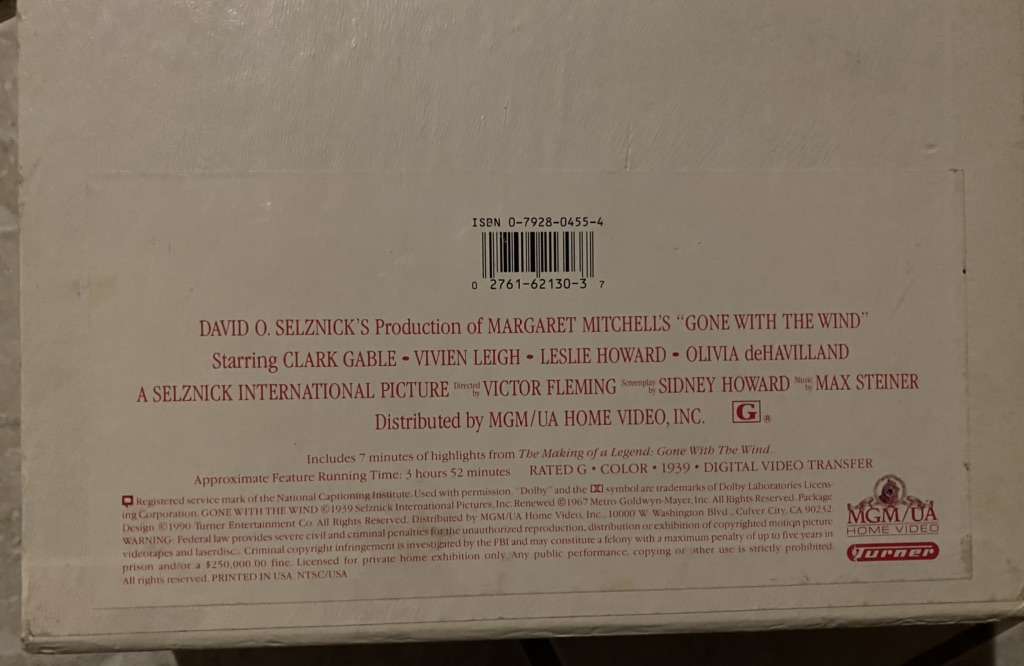 ISBN 0-7928-0455-4
0 2761-62130-3 7
DAVID O. SELZNICK'S Production of MARGARET MITCHELL'S "GONE WITH THE WIND"
Starring CLARK GABLE • VIVIEN LEIGH • LESLIE HOWARD • OLIVIA deHAVILLAND
A SELZNICK INTERNATIONAL PICTURE Directed by VICTOR FLEMING Screenplay by SIDNEY HOWARD Music by MAX STEINER
Distributed by MGM/UA HOME VIDEO, INC. G ®
Includes 7 minutes of highlights from The Making of a Legend: Gone With The Wind.
Approximate Feature Running Time: 3 hours 52 minutes RATED G • COLOR • 1939 • DIGITAL VIDEO TRANSFER
Registered service mark of the National Captioning Institute. Used with permission. "Dolby" and the symbol are trademarks of Dolby Laboratories Licens-
ing Corporation. GONE WITH THE WIND ©1939 Selznick International Pictures, Inc. Renewed ©1967 Metro Goldwyn-Mayer, Inc. All Rights Reserved. Package
Design ©1990 Turner Entertainment Co. All Rights Reserved. Distributed by MGM/UA Home Video, Inc., 10000 W. Washington Blvd., Culver City, CA 90232.
WARNING: Federal law provides severe civil and criminal penalties for the unauthorized reproduction, distribution or exhibition of copyrighted motion picture
videotapes and laserdisc. Criminal copyright infringement is investigated by the FBI and may constitute a felony with a maximum penalty of up to five years in
prison and/or a $250,000.00 fine. Licensed for private home exhibition only. Any public performance, copying or other use is strictly prohibited.
All rights reserved. PRINTED IN USA. NTSC/USA
MGM/UA
HOME VIDEO
Turner